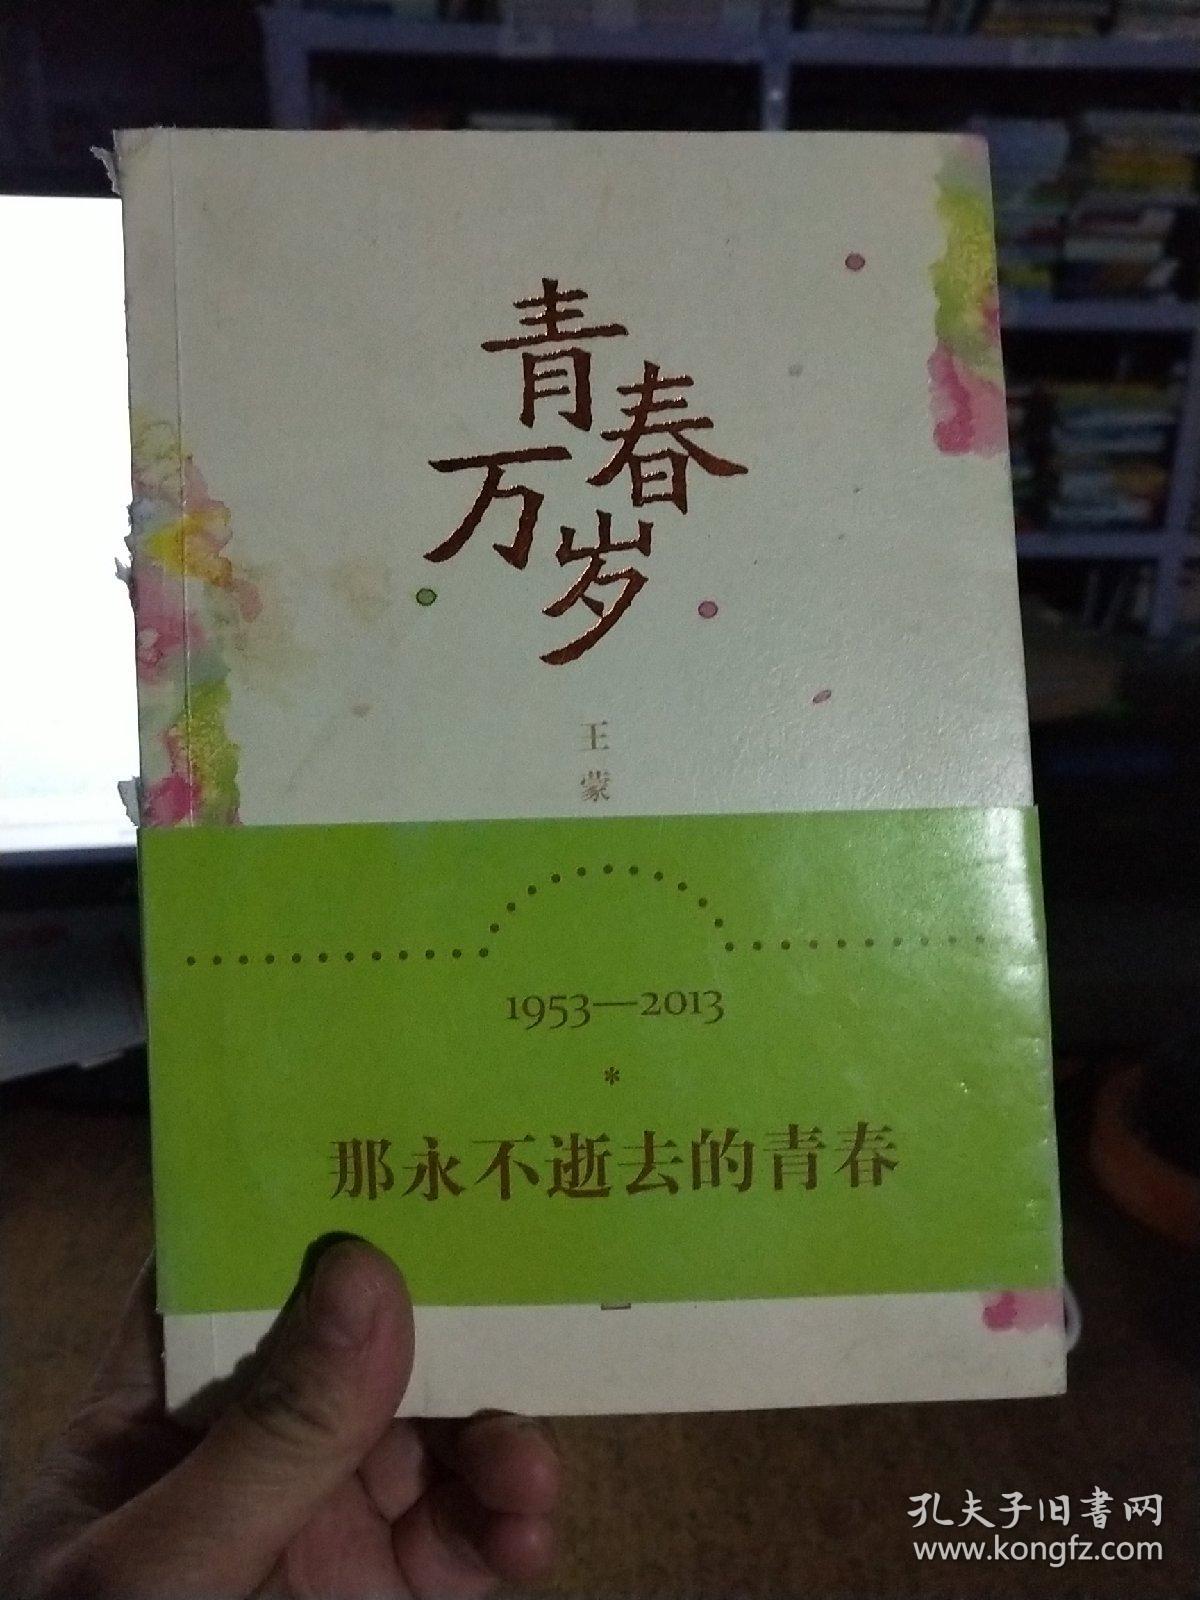 青春
万岁
王蒙
1953—2013
*
那永不逝去的青春
孔夫子旧書网
www.kongfz.com